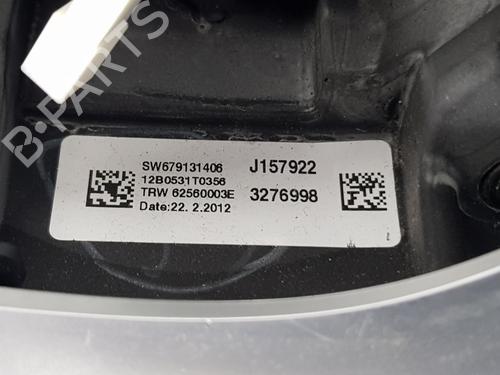 B-PARTS
SW679131406 J157922
12B0531T0356
TRW 62560003E 3276998
Date:22. 2.2012